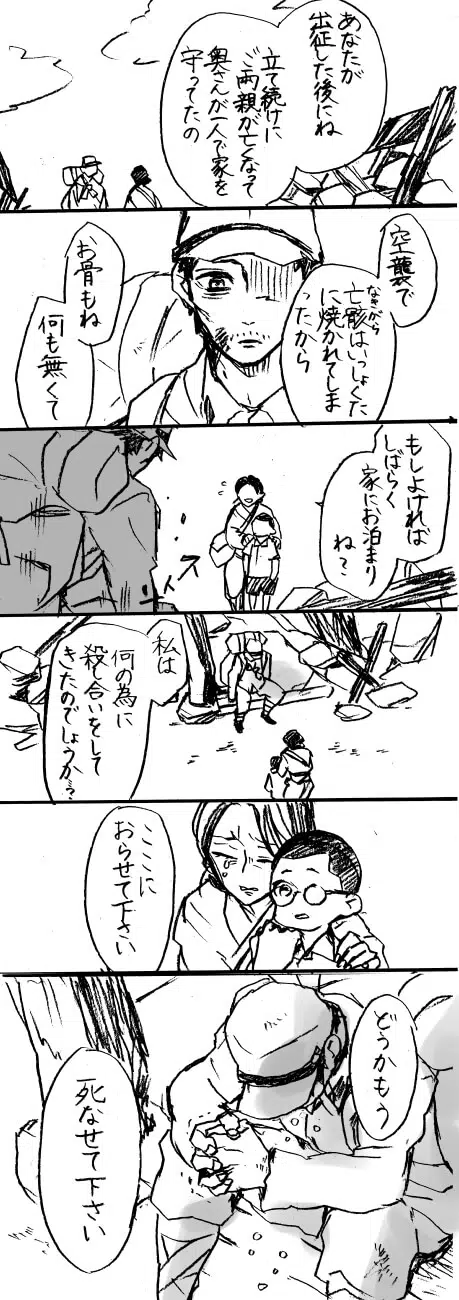 あなたが
出征した後にね
立て続けに
ご両親が亡くなって
奥さんが一人で家を
守ってたの
空襲で
なきがら
亡骸はいっしょくた
に焼かれてしま
ったから
お骨もね
何も無くて
もしよければ
しばらく
家にお泊まり
ね?
私は
何の為に
殺し合いをして
きたのでしょうか…?
ここに
おらせて下さい
どうかもう
死なせて下さい